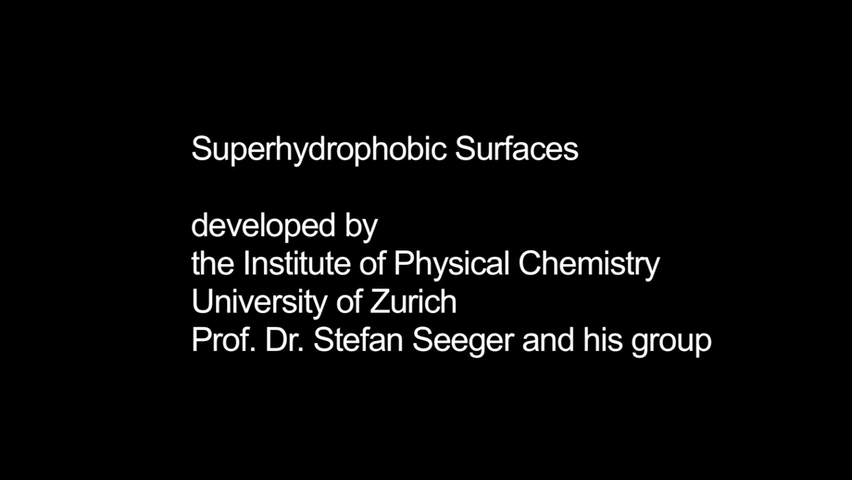 Superhydrophobic Surfaces
developed by
the Institute of Physical Chemistry
University of Zurich
Prof. Dr. Stefan Seeger and his group